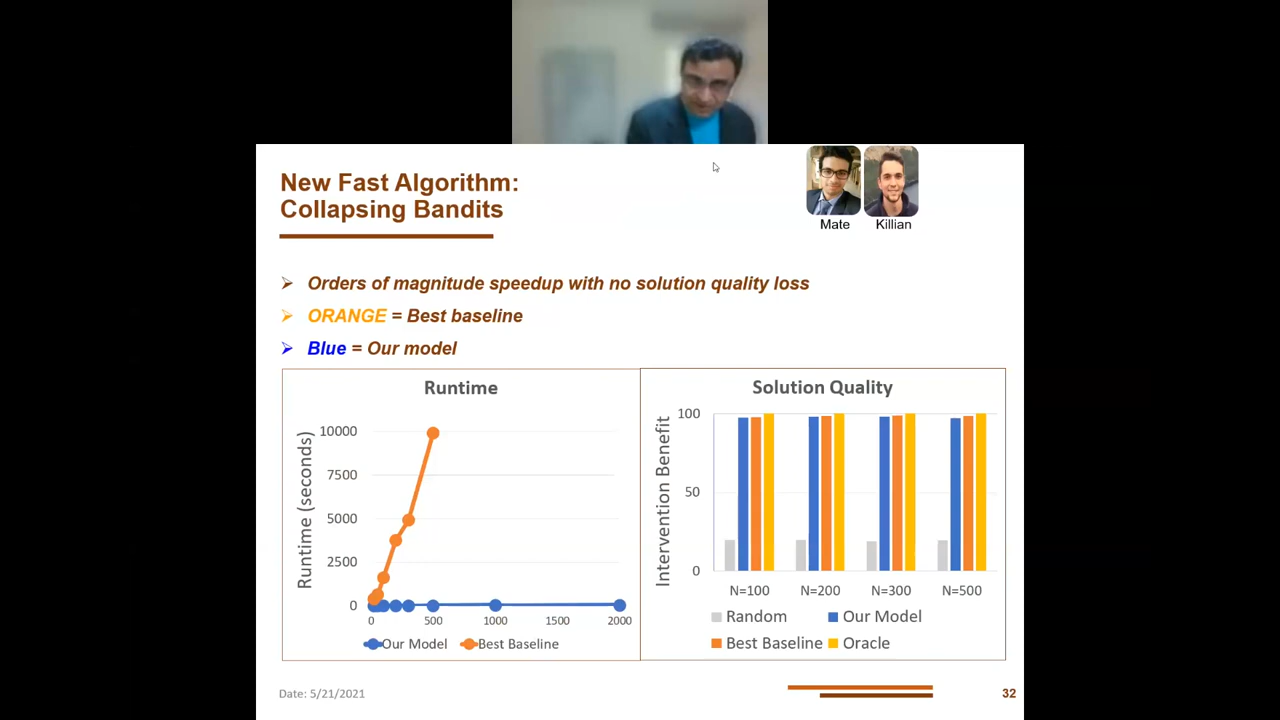 New Fast Algorithm:
Collapsing Bandits
Mate
Killian
Orders of magnitude speedup with no solution quality loss
ORANGE = Best baseline
Blue = Our model
Runtime
Runtime (seconds)
10000
7500
5000
2500
0
0 500 1000 1500 2000
Our Model Best Baseline
Solution Quality
Intervention Benefit
100
50
0
N=100 N=200 N=300 N=500
Random Our Model
Best Baseline Oracle
Date: 5/21/2021
32